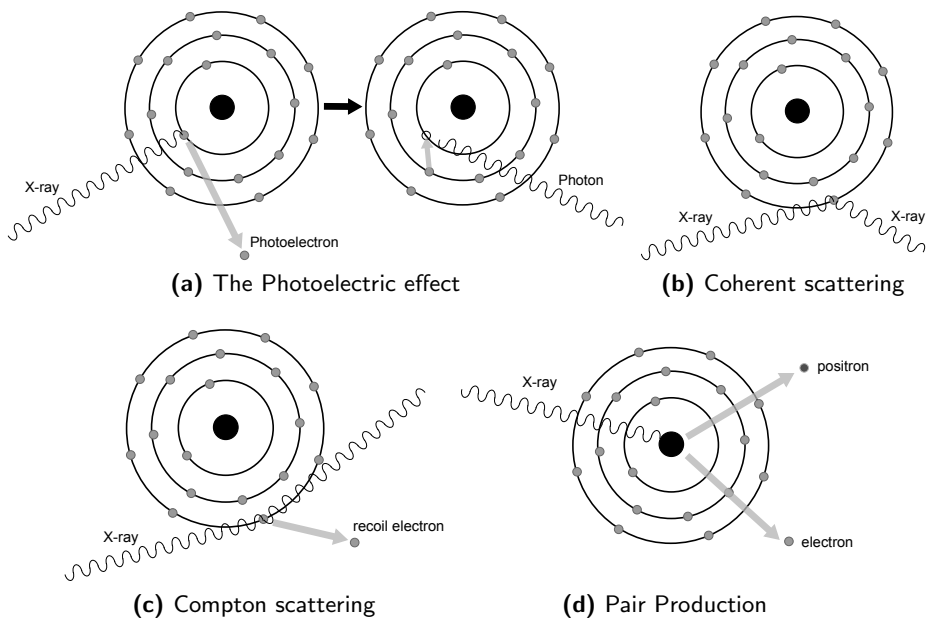 X-ray
Photoelectron
Photon
(a) The Photoelectric effect
X-ray
X-ray
(b) Coherent scattering
X-ray
recoil electron
(c) Compton scattering
X-ray
positron
electron
(d) Pair Production